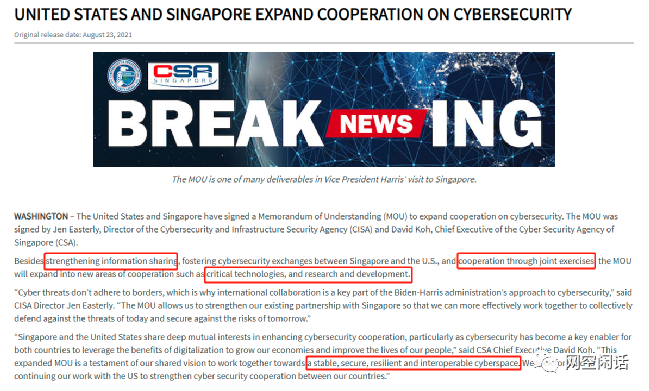 UNITED STATES AND SINGAPORE EXPAND COOPERATION ON CYBERSECURITY
Original release date: August 23, 2021
CSA
SINGAPORE
BREAK NEWS ING
The MOU is one of many deliverables in Vice President Harris' visit to Singapore.
WASHINGTON – The United States and Singapore have signed a Memorandum of Understanding (MOU) to expand cooperation on cybersecurity. The MOU was
signed by Jen Easterly, Director of the Cybersecurity and Infrastructure Security Agency (CISA) and David Koh, Chief Executive of the Cyber Security Agency of
Singapore (CSA).
Besides strengthening information sharing, fostering cybersecurity exchanges between Singapore and the U.S., and cooperation through joint exercises, the MOU
will expand into new areas of cooperation such as critical technologies, and research and development.
"Cyber threats don't adhere to borders, which is why international collaboration is a key part of the Biden-Harris administration's approach to cybersecurity," said
CISA Director Jen Easterly. "The MOU allows us to strengthen our existing partnership with Singapore so that we can more effectively work together to collectively
defend against the threats of today and secure against the risks of tomorrow."
"Singapore and the United States share deep mutual interests in enhancing cybersecurity cooperation, particularly as cybersecurity has become a key enabler for
both countries to leverage the benefits of digitalization to grow our economies and improve the lives of our people," said CSA Chief Executive David Koh. "This
expanded MOU is a testament of our shared vision to work together towards a stable, secure, resilient and interoperable cyberspace. We
continuing our work with the US to strengthen cyber security cooperation between our countries."
网空闲话